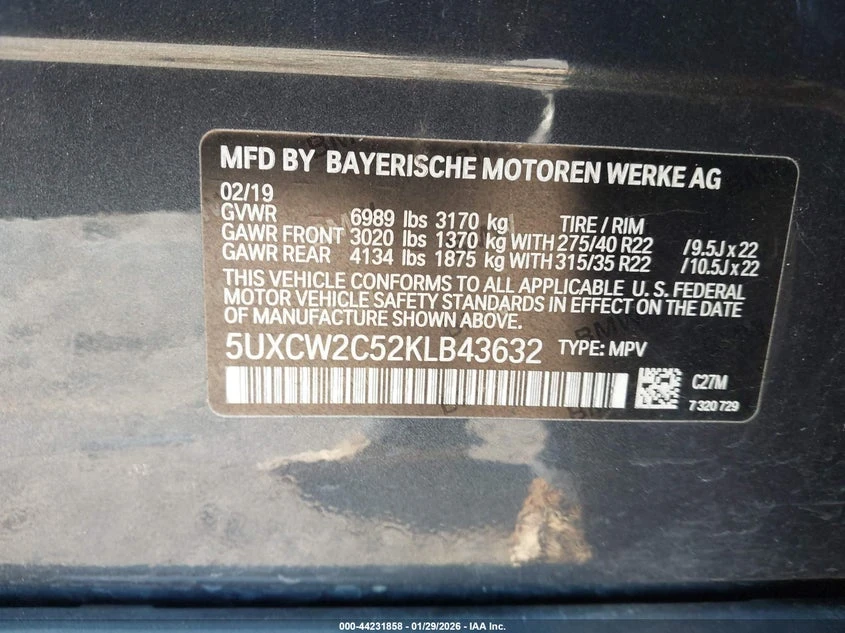 MFD BY BAYERISCHE MOTOREN WERKE AG
02/19
GVWR 6989 lbs 3170 kg TIRE / RIM
GAWR FRONT 3020 lbs 1370 kg WITH 275/40 R22 /9.5J x 22
GAWR REAR 4134 lbs 1875 kg WITH 315/35 R22 /10.5J x 22
THIS VEHICLE CONFORMS TO ALL APPLICABLE U. S. FEDERAL
MOTOR VEHICLE SAFETY STANDARDS IN EFFECT ON THE DATE
OF MANUFACTURE SHOWN ABOVE.
5UXCW2C52KLB43632 TYPE: MPV
C27M
7 320 729
000-44231858 - 01/29/2026 - IAA Inc.